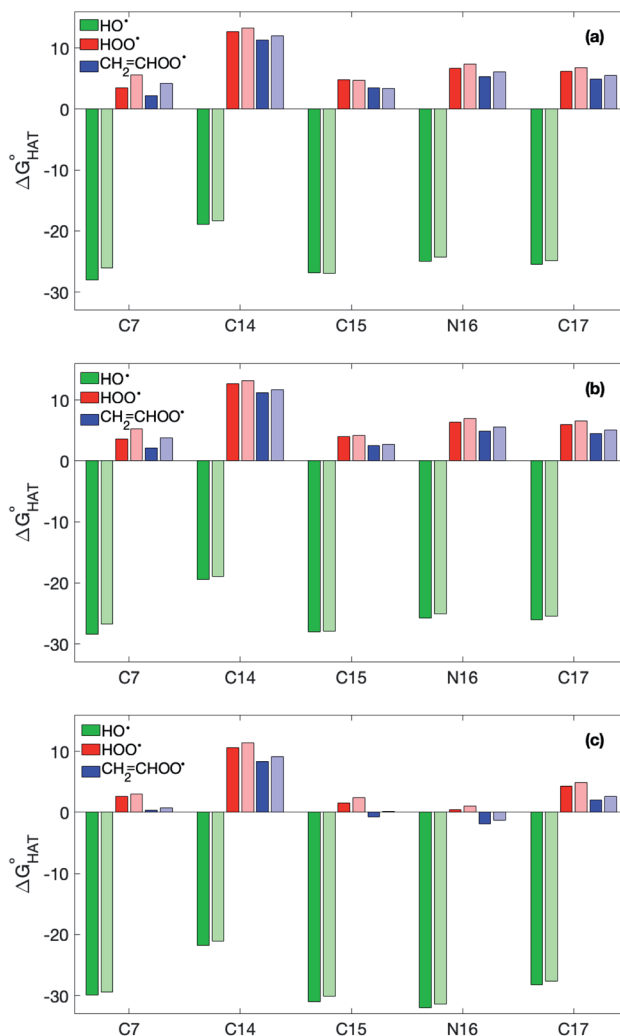 HO•
HOO•
CH₂=CHOO•
(a)
10
0
-10
-20
-30
ΔG°HAT
C7 C14 C15 N16 C17
HO•
HOO•
CH₂=CHOO•
(b)
10
0
-10
-20
-30
ΔG°HAT
C7 C14 C15 N16 C17
HO•
HOO•
CH₂=CHOO•
(c)
10
0
-10
-20
-30
ΔG°HAT
C7 C14 C15 N16 C17